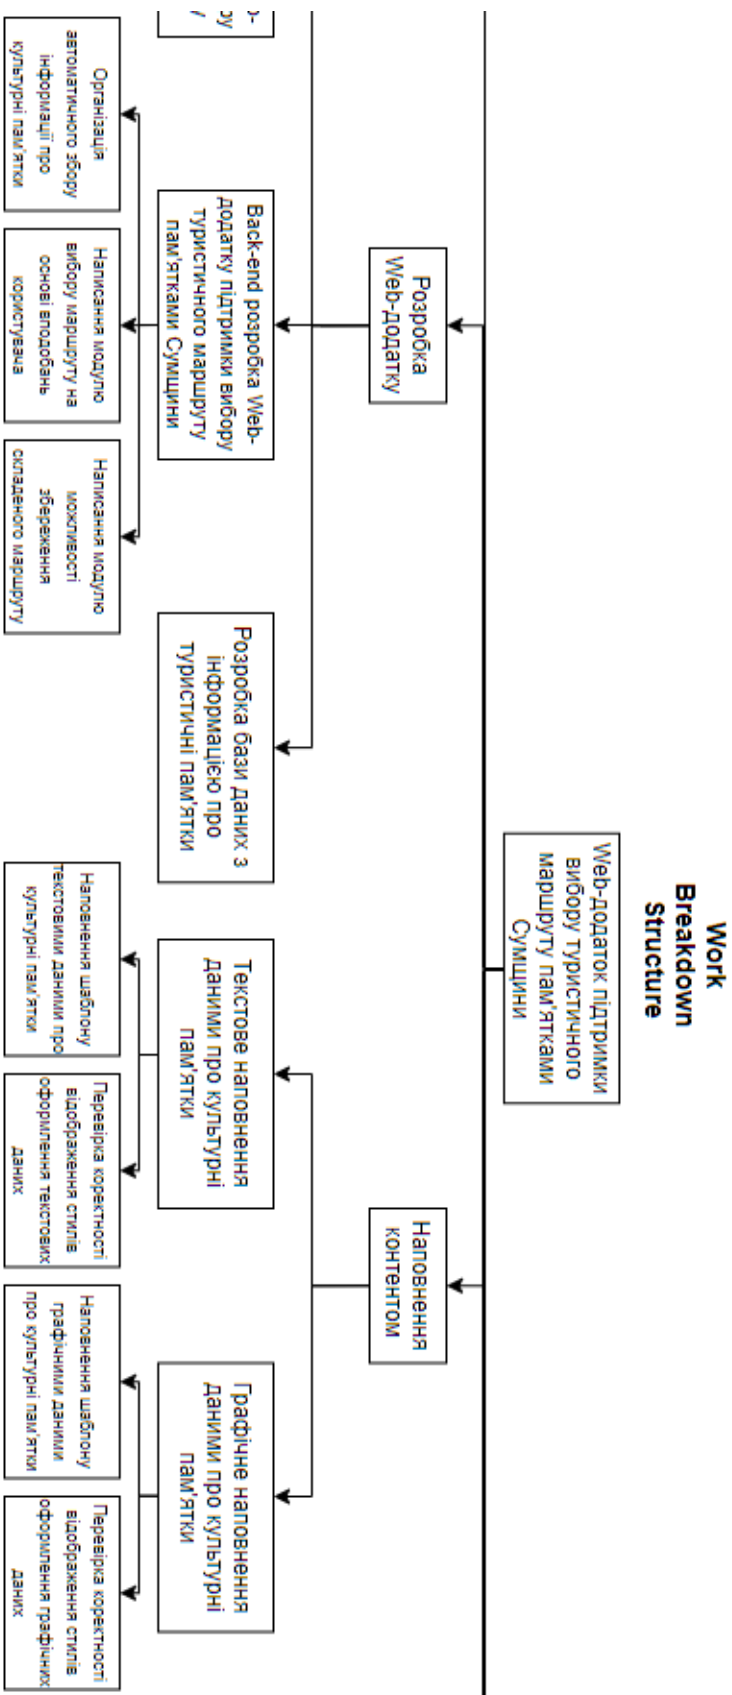 Work
Breakdown
Structure
Web-додаток підтримки
вибору туристичного
маршруту пам'ятками
Сумщини
Розробка
Web-додатку
Наповнення
контентом
Back-end розробка Web-
додатку підтримки вибору
туристичного маршруту
пам'ятками Сумщини
Розробка бази даних з
інформацією про
туристичні пам'ятки
Текстове наповнення
даними про культурні
пам'ятки
Графічне наповнення
даними про культурні
пам'ятки
Організація
автоматичного збору
інформації про
культурні пам'ятки
Написання модулю
вибору маршруту на
основі вподобань
користувача
Написання модулю
можливості
збереження
складеного маршруту
Наповнення шаблону
текстовими даними про
культурні пам'ятки
Перевірка коректності
відображення стилів
оформлення текстових
даних
Наповнення шаблону
графічними даними
про культурні пам'ятки
Перевірка коректності
відображення стилів
оформлення графічних
даних